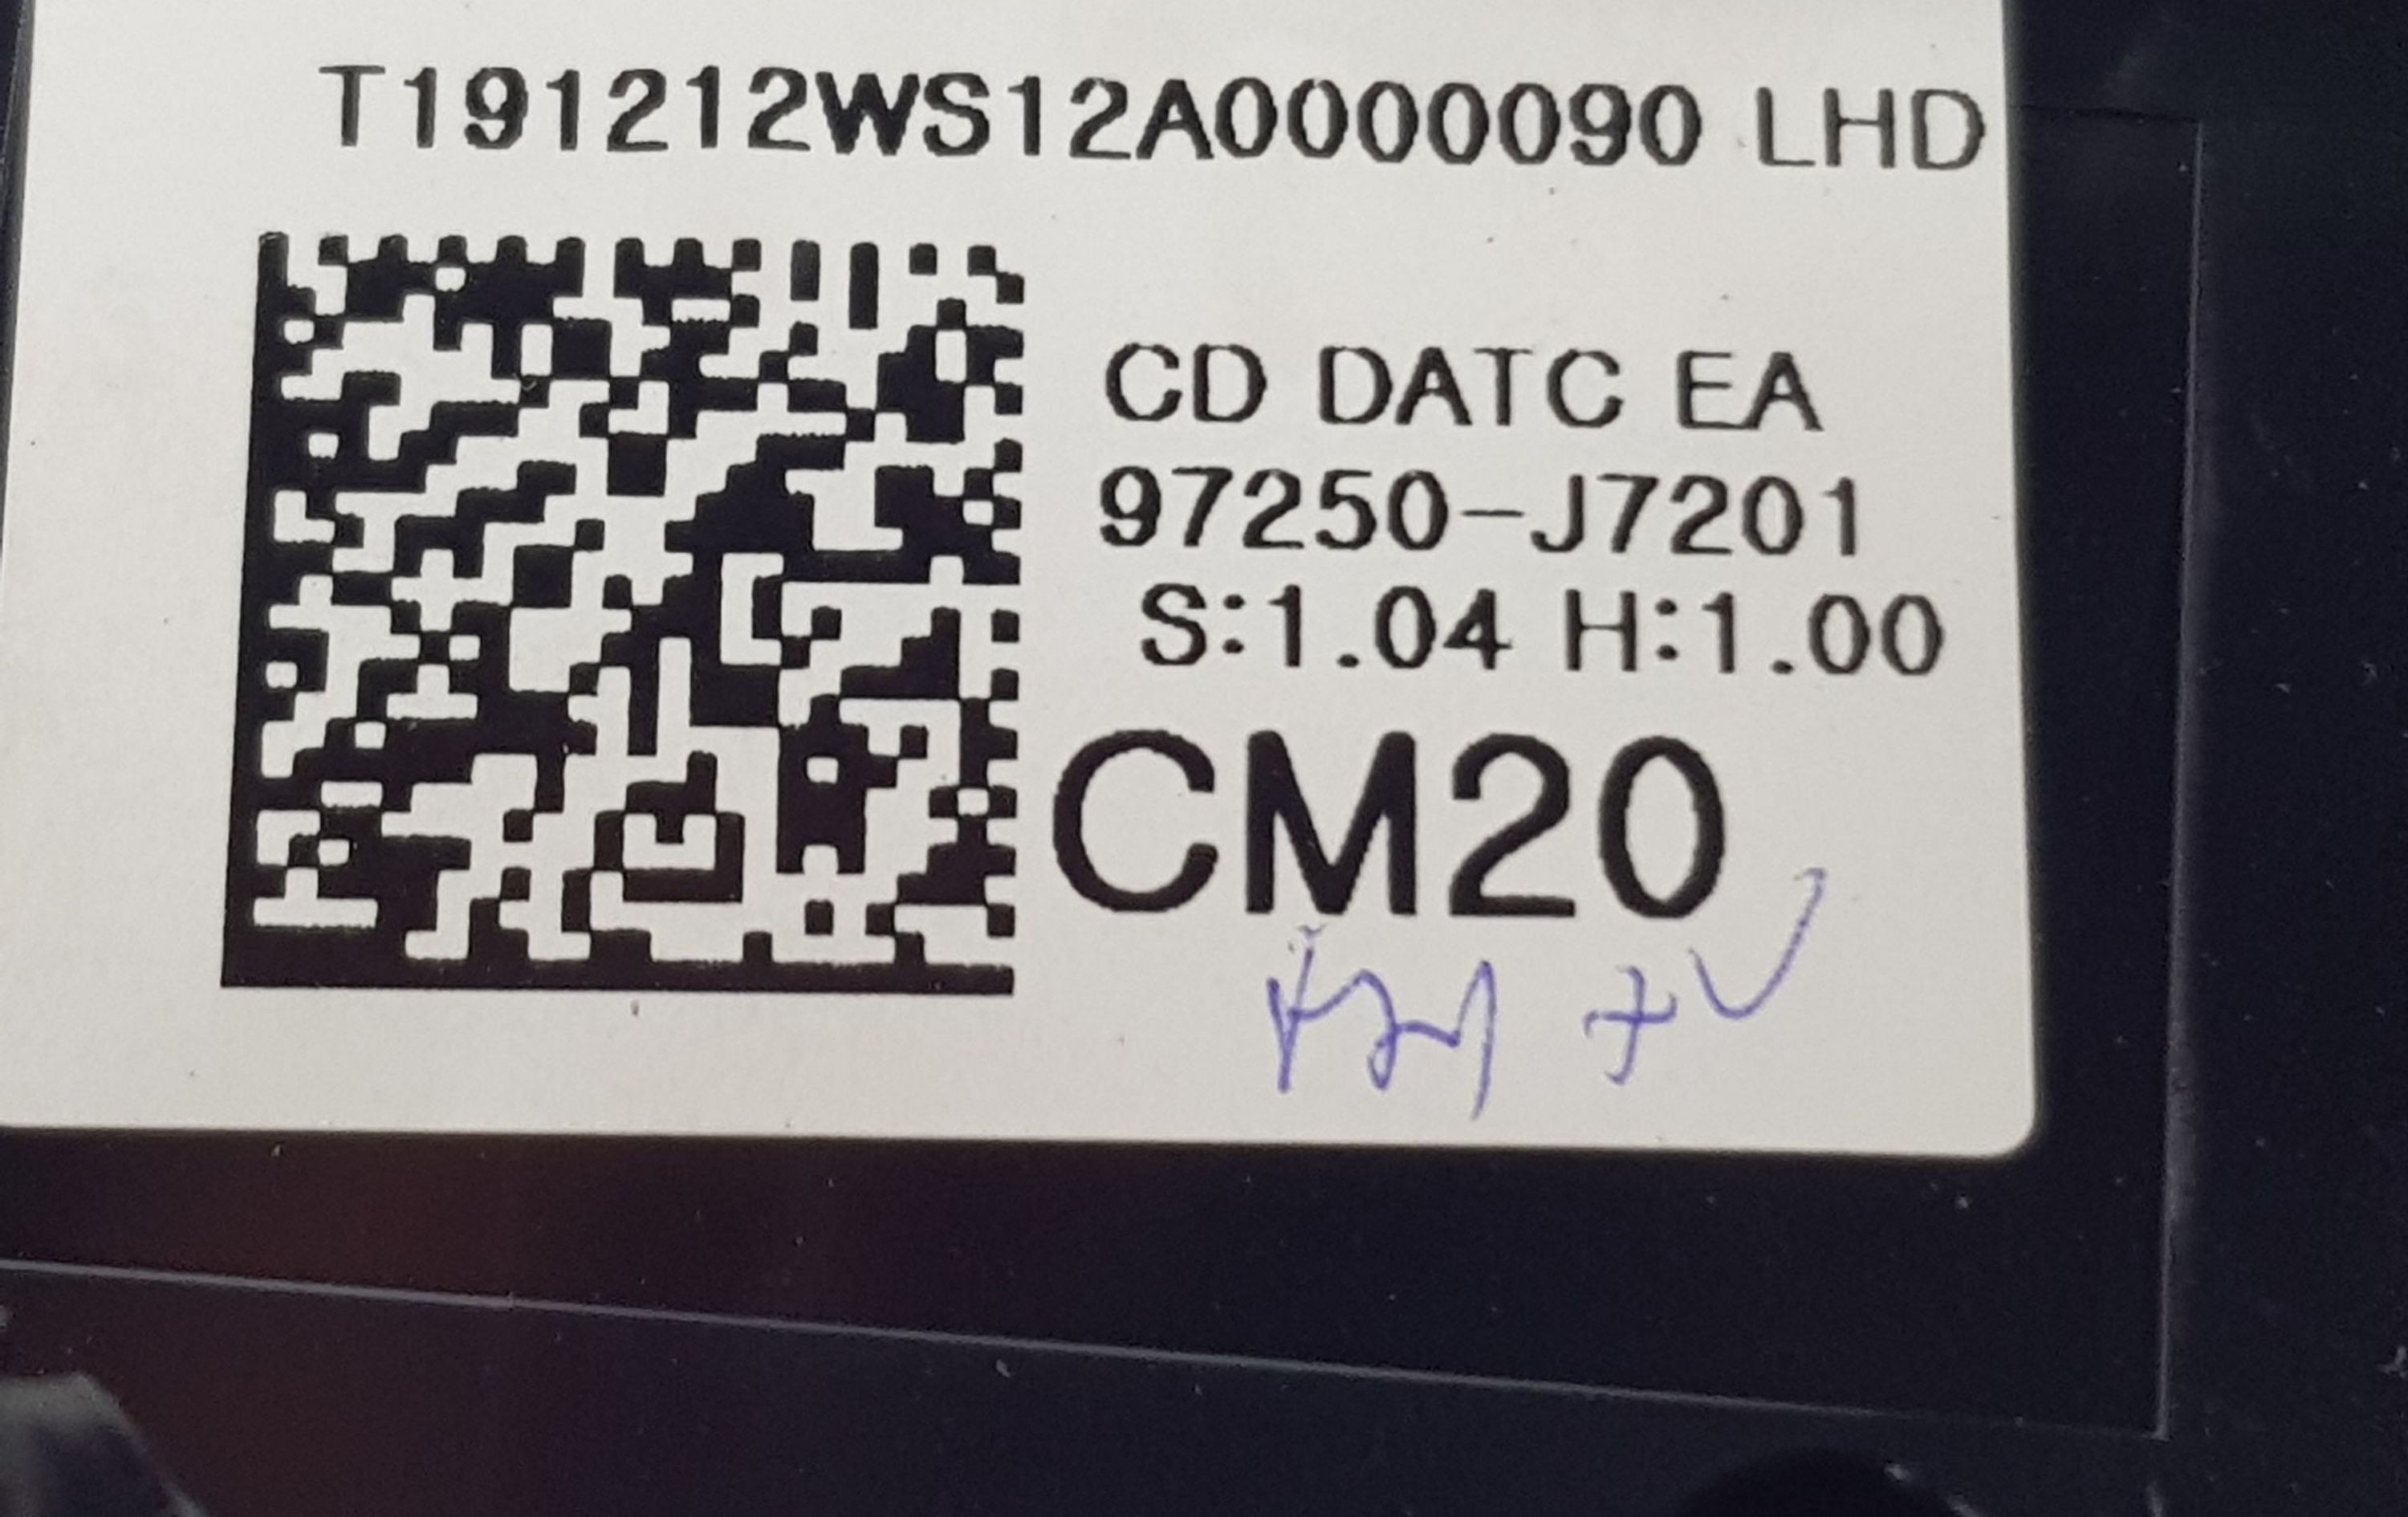 T191212WS12A0000090 LHD
CD DATC EA
97250-J7201
S:1.04 H:1.00
CM20